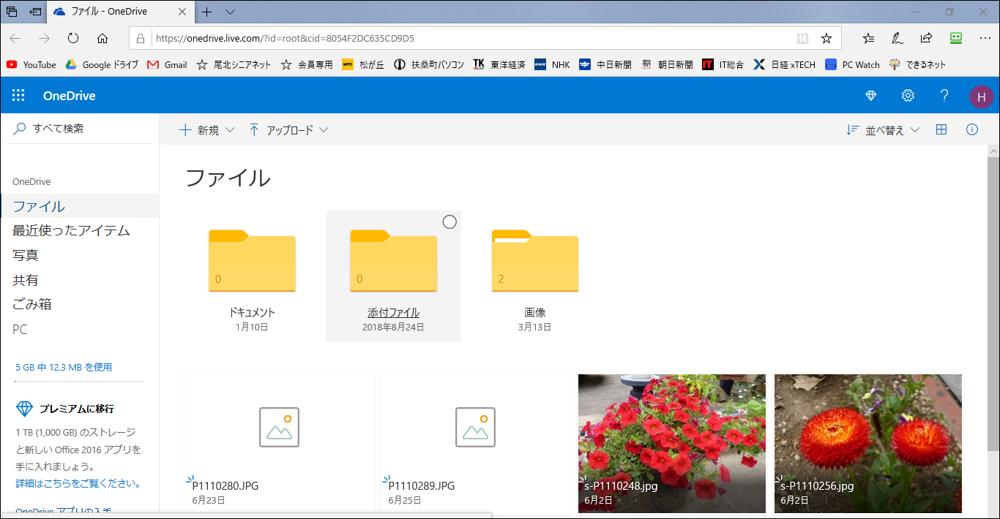 ファイル - OneDrive
https://onedrive.live.com/?id=root&cid=8054F2DC635CD9D5
YouTube Googleドライブ Gmail 尾北シニアネット 会員専用 松が丘 扶桑町パソコン 東洋経済 NHK 中日新聞 朝日新聞 IT総合 日経 xTECH PC Watch できるネット
OneDrive
H
すべて検索
新規 アップロード 並べ替え
ファイル
OneDrive
ファイル
最近使ったアイテム
写真
共有
ごみ箱
PC
5 GB 中 12.3 MB を使用
プレミアムに移行
1 TB (1,000 GB) のストレージ
と新しい Office 2016 アプリを
手に入れましょう。
詳細はこちらをご覧ください。
OneDrive アプリの入手
0
ドキュメント
1月10日
0
添付ファイル
2018年8月24日
2
画像
3月13日
P1110280.JPG
6月23日
P1110289.JPG
6月25日
s-P1110248.jpg
6月2日
s-P1110256.jpg
6月2日